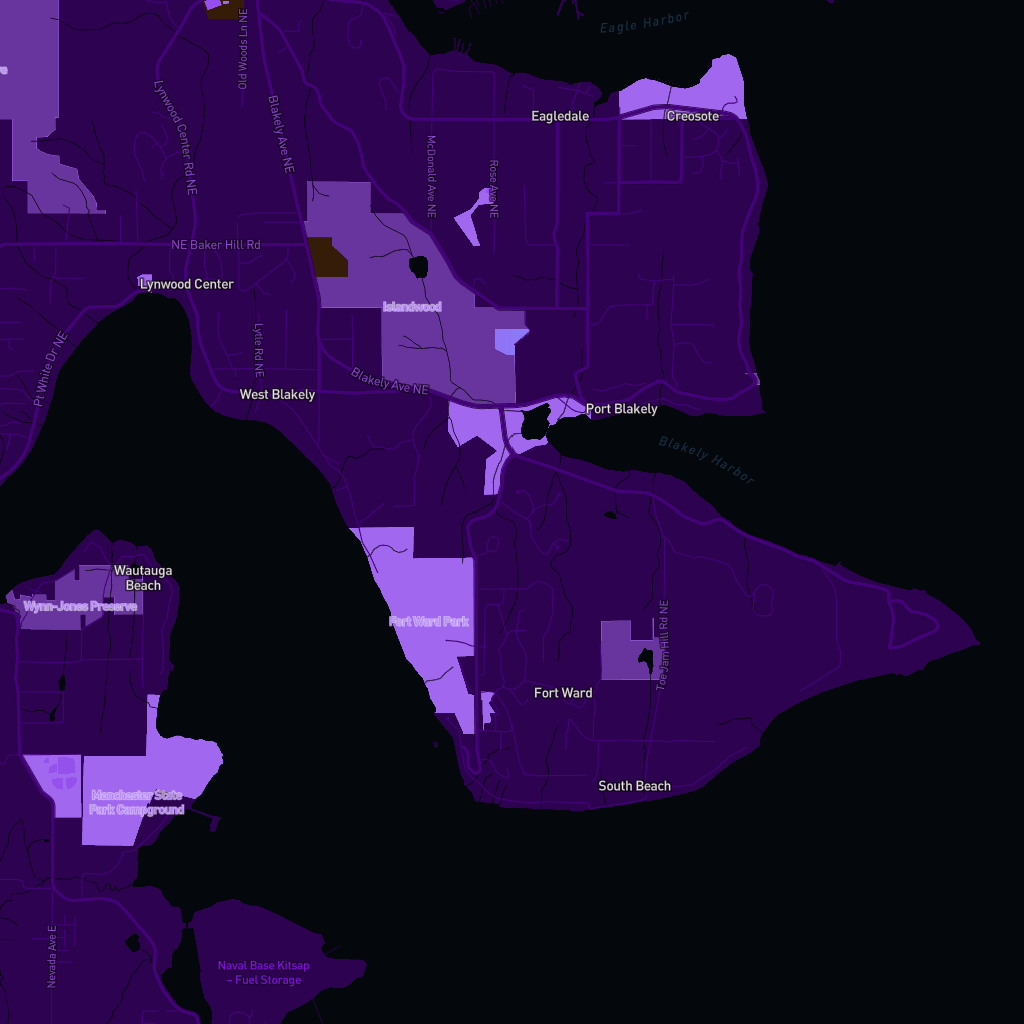 Eagle Harbor
Old Woods Ln NE
Lynwood Center Rd NE
Blakely Ave NE
Eagledale
Creosote
McDonald Ave NE
Rose Ave NE
NE Baker Hill Rd
Lynwood Center
Islandwood
Pt White Dr NE
Lytle Rd NE
Blakely Ave NE
West Blakely
Port Blakely
Blakely Harbor
Wautauga
Beach
Wynn-Jones Preserve
Fort Ward Park
Toe Jam Hill Rd NE
Fort Ward
South Beach
Manchester State
Park Campground
Nevada Ave E
Naval Base Kitsap
- Fuel Storage